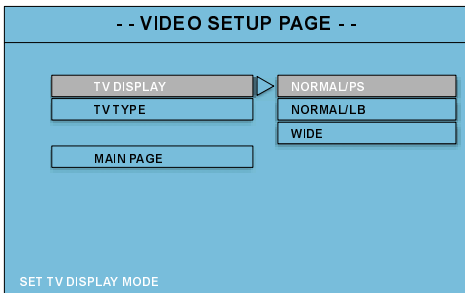 - - VIDEO SETUP PAGE - -
TV DISPLAY
NORMAL/PS
TV TYPE
NORMAL/LB
WIDE
MAIN PAGE
SET TV DISPLAY MODE